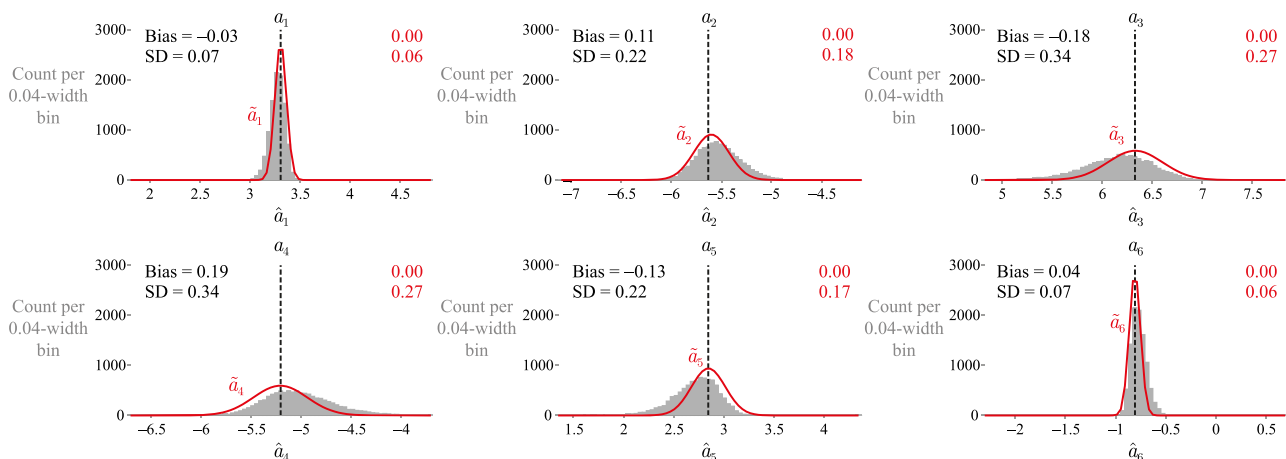 a₁
3000
Bias = −0.03
0.00
SD = 0.07
0.06
Count per
0.04-width
bin
2000
1000
0
ã₁
2 2.5 3 3.5 4 4.5
â₁
a₂
3000
Bias = 0.11
0.00
SD = 0.22
0.18
Count per
0.04-width
bin
2000
1000
0
ã₂
−7 −6.5 −6 −5.5 −5 −4.5
â₂
a₃
3000
Bias = −0.18
0.00
SD = 0.34
0.27
Count per
0.04-width
bin
2000
1000
0
ã₃
5 5.5 6 6.5 7 7.5
â₃
a₄
3000
Bias = 0.19
0.00
SD = 0.34
0.27
Count per
0.04-width
bin
2000
1000
0
ã₄
−6.5 −6 −5.5 −5 −4.5 −4
â₄
a₅
3000
Bias = −0.13
0.00
SD = 0.22
0.17
Count per
0.04-width
bin
2000
1000
0
ã₅
1.5 2 2.5 3 3.5 4
â₅
a₆
3000
Bias = 0.04
0.00
SD = 0.07
0.06
Count per
0.04-width
bin
2000
1000
0
ã₆
−2 −1.5 −1 −0.5 0 0.5
â₆